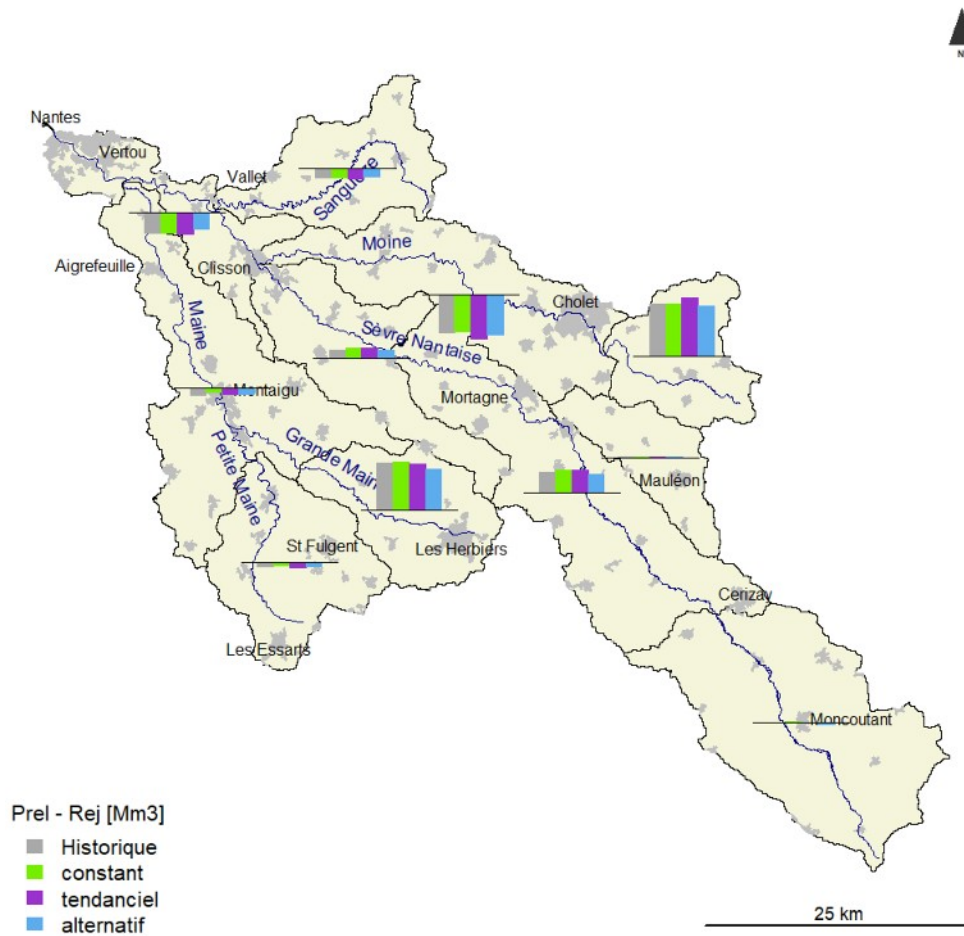 N
Nantes
Vertou
Vallet
Sanguèze
Moine
Aigrefeuille
Clisson
Cholet
Maine
Sèvre Nantaise
Montaigu
Mortagne
Grande Main
Petite Maine
Mauléon
St Fulgent
Les Herbiers
Cerizay
Les Essarts
Moncoutant
Prel - Rej [Mm3]
Historique
constant
tendanciel
alternatif
25 km